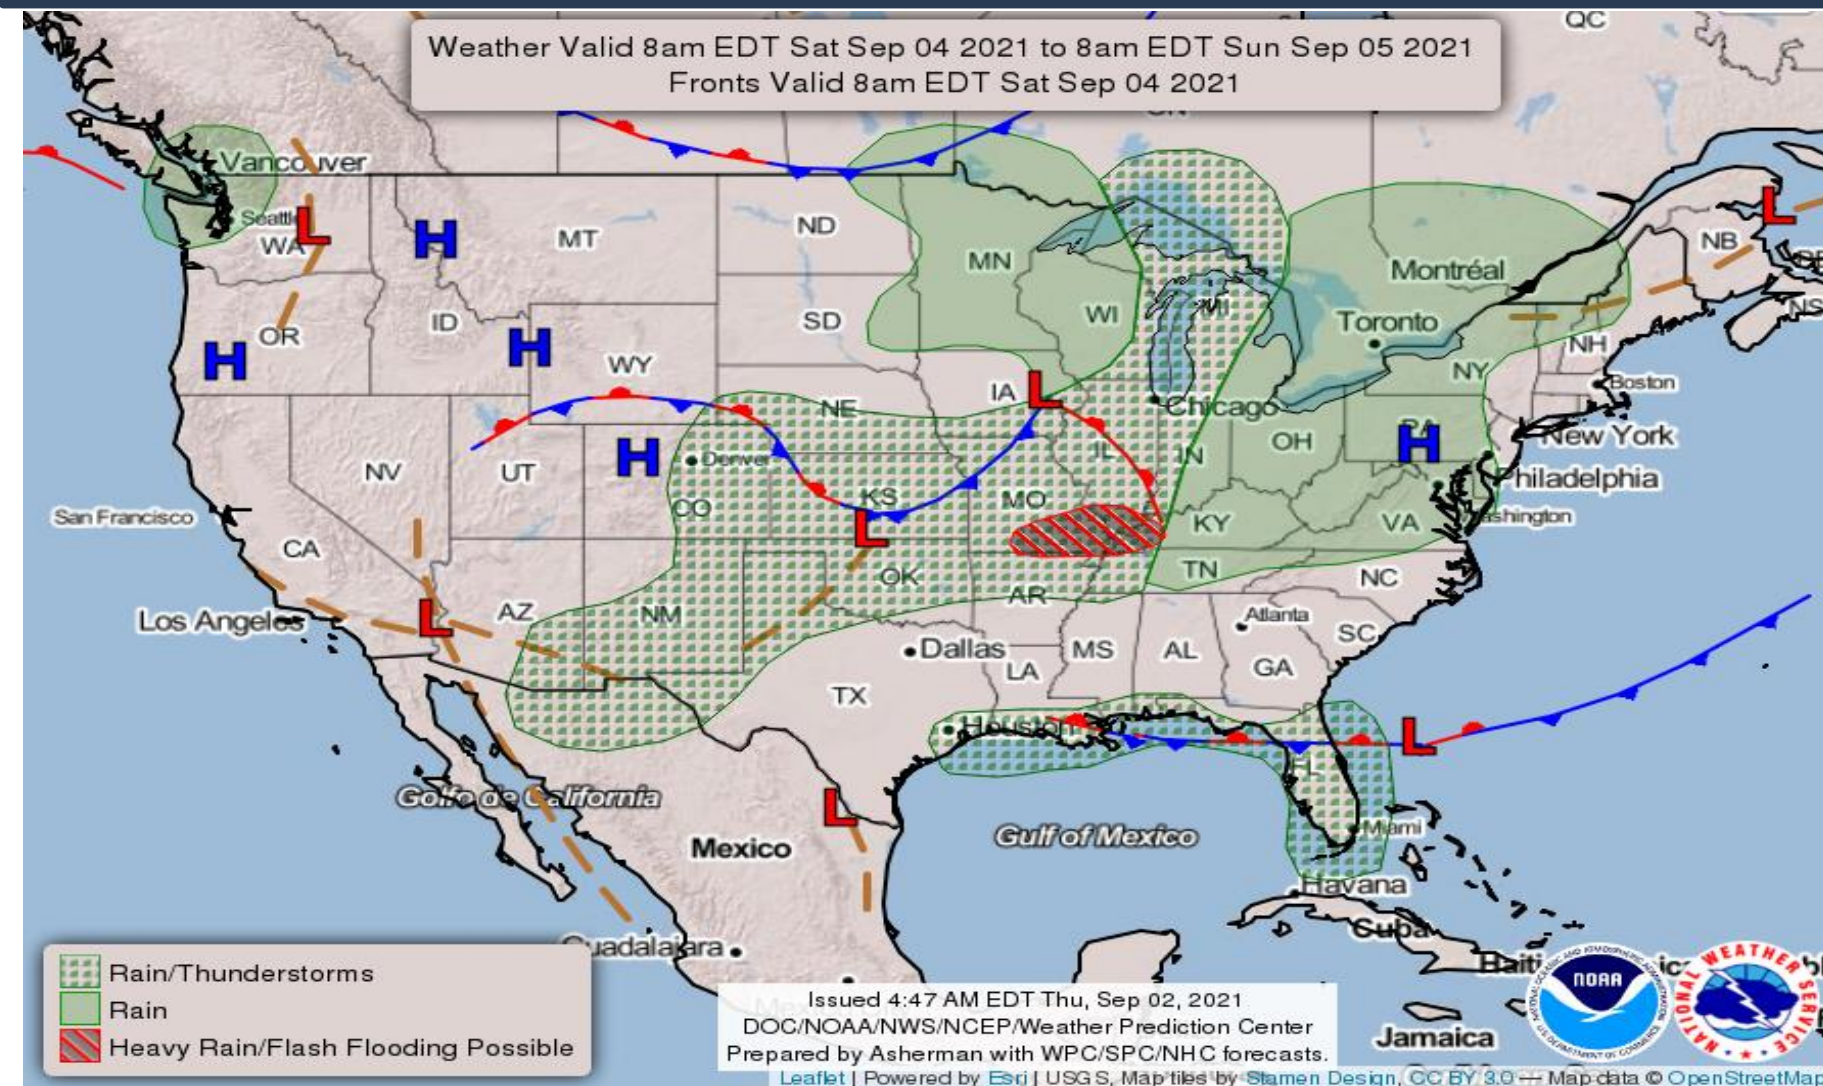 QC
Weather Valid 8am EDT Sat Sep 04 2021 to 8am EDT Sun Sep 05 2021
Fronts Valid 8am EDT Sat Sep 04 2021
Vancouver
L
Seattle
WA
H
MT
ND
MN
NB
Montréal
NS
WI
MI
Toronto
OR
ID
SD
H
H
WY
NH
NY
Boston
IA
L
NE
Chicago
PA
H
New York
OH
IL
IN
NV
UT
H
Denver
Philadelphia
CO
KS
MO
San Francisco
KY
VA
Washington
CA
L
OK
TN
NC
AR
Los Angeles
L
AZ
NM
Atlanta
SC
Dallas
LA
MS
AL
GA
TX
Houston
L
FL
Golfo de California
L
Miami
Mexico
Gulf of Mexico
Havana
Cuba
Guadalajara
Haiti
Rain/Thunderstorms
Rain
Heavy Rain/Flash Flooding Possible
Issued 4:47 AM EDT Thu, Sep 02, 2021
DOC/NOAA/NWS/NCEP/Weather Prediction Center
Prepared by Asherman with WPC/SPC/NHC forecasts.
Jamaica
NOAA
NATIONAL WEATHER SERVICE
Leaflet | Powered by Esri | USGS, Map tiles by Stamen Design, CC BY 3.0 — Map data © OpenStreetMap